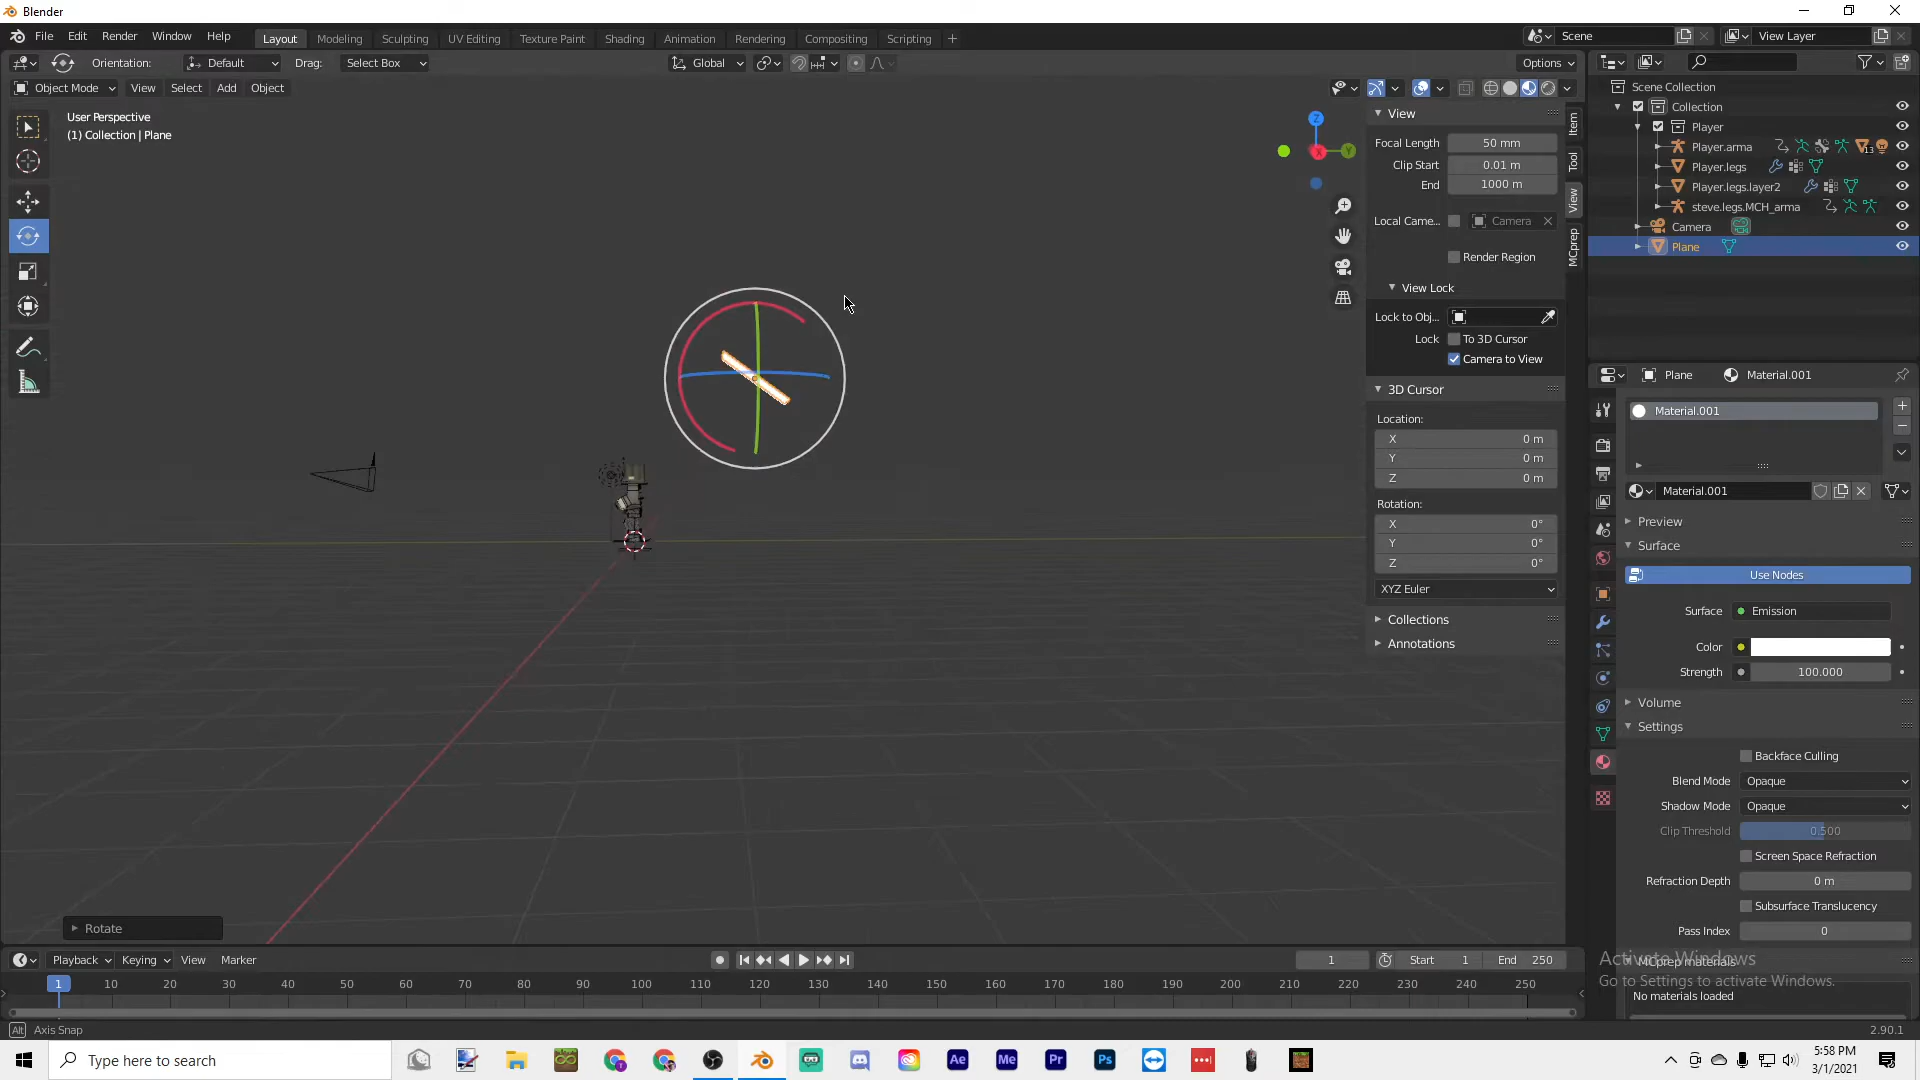 Blender
File Edit Render Window Help
Layout Modeling Sculpting UV Editing Texture Paint Shading Animation Rendering Compositing Scripting +
Scene
View Layer
Orientation: Default Drag: Select Box
Global
Options
Object Mode View Select Add Object
User Perspective
(1) Collection | Plane
Z
X
Y
View
Focal Length 50 mm
Clip Start 0.01 m
End 1000 m
Local Came... Camera
Render Region
View Lock
Lock to Obj...
Lock To 3D Cursor
Camera to View
3D Cursor
Location:
X 0 m
Y 0 m
Z 0 m
Rotation:
X 0°
Y 0°
Z 0°
XYZ Euler
Collections
Annotations
Item
Tool
View
MCprep
Scene Collection
Collection
Player
Player.arma 13
Player.legs
Player.legs.layer2
steve.legs.MCH_arma
Camera
Plane
Plane Material.001
Material.001
Material.001
Preview
Surface
Use Nodes
Surface Emission
Color
Strength 100.000
Volume
Settings
Backface Culling
Blend Mode Opaque
Shadow Mode Opaque
Clip Threshold 0.500
Screen Space Refraction
Refraction Depth 0 m
Subsurface Translucency
Pass Index 0
MCprep materials
No materials loaded
Activate Windows
Go to Settings to activate Windows.
Rotate
Playback Keying View Marker
1 Start 1 End 250
1 10 20 30 40 50 60 70 80 90 100 110 120 130 140 150 160 170 180 190 200 210 220 230 240 250
Alt Axis Snap
2.90.1
Type here to search
Ae Me Pr Ps
5:58 PM
3/1/2021